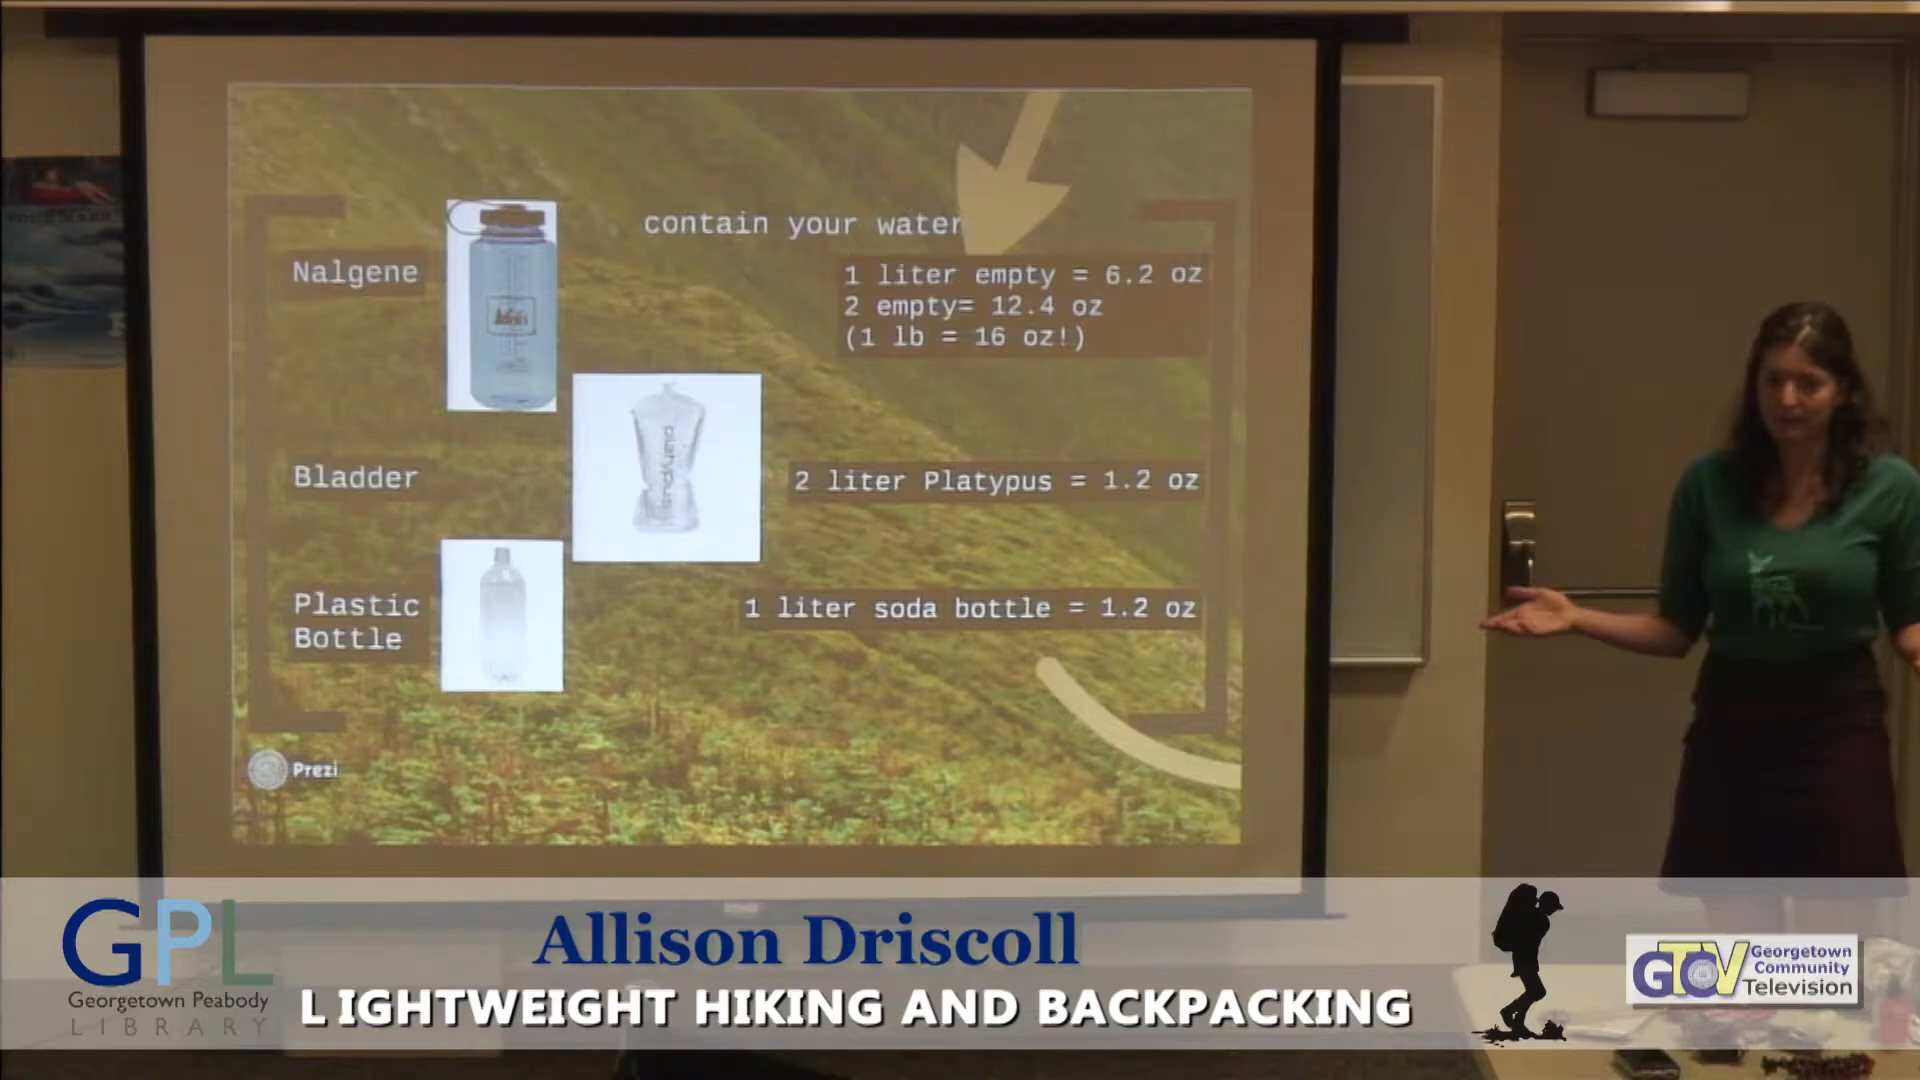 contain your water
Nalgene
1 liter empty = 6.2 oz
2 empty= 12.4 oz
(1 lb = 16 oz!)
platypus
Bladder
2 liter Platypus = 1.2 oz
Plastic
Bottle
1 liter soda bottle = 1.2 oz
Prezi
GPL
Georgetown Peabody
LIBRARY
Allison Driscoll
LIGHTWEIGHT HIKING AND BACKPACKING
GTCV
Georgetown
Community
Television